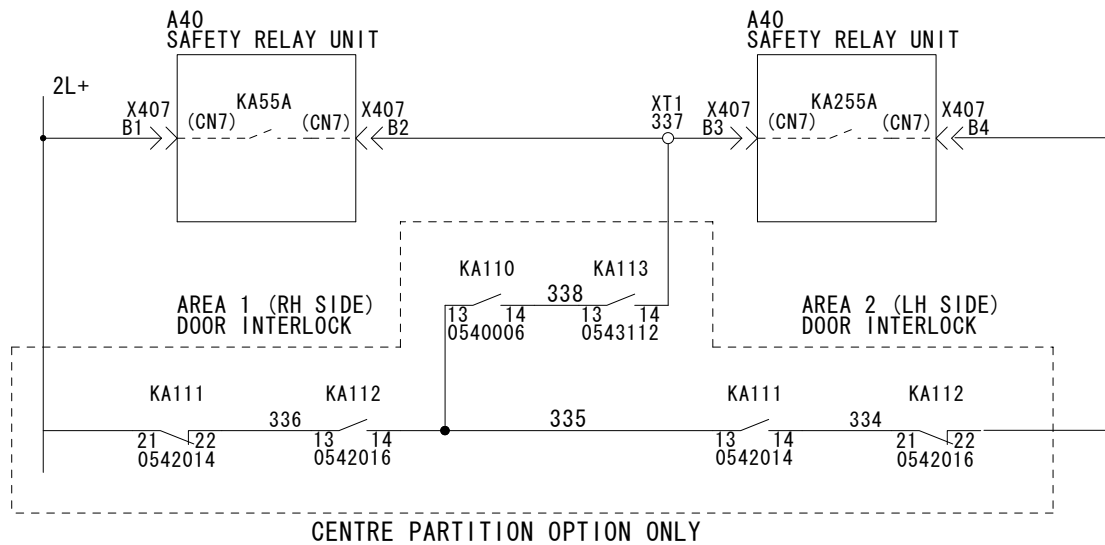 A40
SAFETY RELAY UNIT
A40
SAFETY RELAY UNIT
2L+
X407
B1
(CN7)
KA55A
(CN7)
X407
B2
XT1
337
X407
B3
(CN7)
KA255A
(CN7)
X407
B4
KA110
13
14
0540006
338
KA113
13
14
0543112
AREA 1 (RH SIDE)
DOOR INTERLOCK
AREA 2 (LH SIDE)
DOOR INTERLOCK
KA111
21
22
0542014
336
KA112
13
14
0542016
335
KA111
13
14
0542014
334
KA112
21
22
0542016
CENTRE PARTITION OPTION ONLY